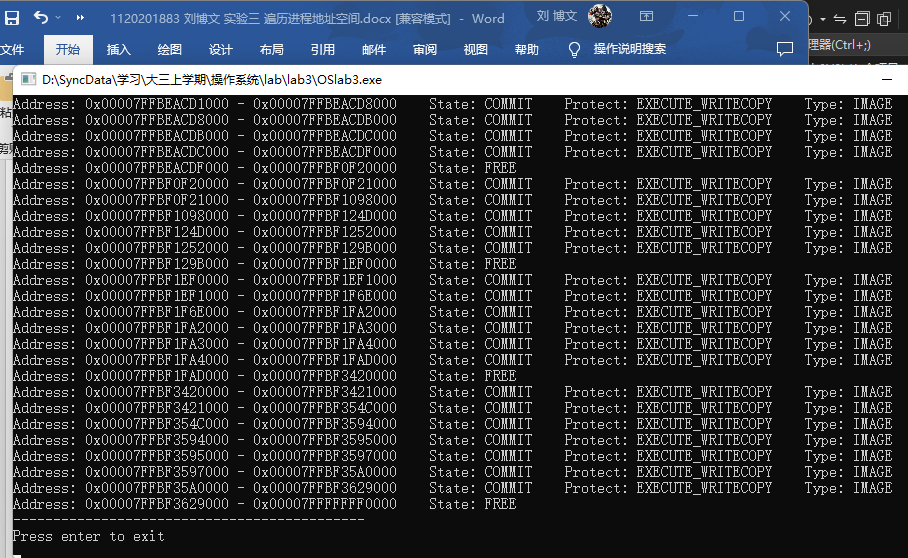 1120201883 刘博文 实验三 遍历进程地址空间.docx [兼容模式] - Word 刘 博文
文件 开始 插入 绘图 设计 布局 引用 邮件 审阅 视图 帮助 操作说明搜索
理器(Ctrl+;)
D:\SyncData\学习\大三上学期\操作系统\lab\lab3\OSlab3.exe
粘
剪
Address: 0x00007FFBEACD1000 - 0x00007FFBEACD8000 State: COMMIT Protect: EXECUTE_WRITECOPY Type: IMAGE
Address: 0x00007FFBEACD8000 - 0x00007FFBEACDB000 State: COMMIT Protect: EXECUTE_WRITECOPY Type: IMAGE
Address: 0x00007FFBEACDB000 - 0x00007FFBEACDC000 State: COMMIT Protect: EXECUTE_WRITECOPY Type: IMAGE
Address: 0x00007FFBEACDC000 - 0x00007FFBEACDF000 State: COMMIT Protect: EXECUTE_WRITECOPY Type: IMAGE
Address: 0x00007FFBEACDF000 - 0x00007FFBF0F20000 State: FREE
Address: 0x00007FFBF0F20000 - 0x00007FFBF0F21000 State: COMMIT Protect: EXECUTE_WRITECOPY Type: IMAGE
Address: 0x00007FFBF0F21000 - 0x00007FFBF1098000 State: COMMIT Protect: EXECUTE_WRITECOPY Type: IMAGE
Address: 0x00007FFBF1098000 - 0x00007FFBF124D000 State: COMMIT Protect: EXECUTE_WRITECOPY Type: IMAGE
Address: 0x00007FFBF124D000 - 0x00007FFBF1252000 State: COMMIT Protect: EXECUTE_WRITECOPY Type: IMAGE
Address: 0x00007FFBF1252000 - 0x00007FFBF129B000 State: COMMIT Protect: EXECUTE_WRITECOPY Type: IMAGE
Address: 0x00007FFBF129B000 - 0x00007FFBF1EF0000 State: FREE
Address: 0x00007FFBF1EF0000 - 0x00007FFBF1EF1000 State: COMMIT Protect: EXECUTE_WRITECOPY Type: IMAGE
Address: 0x00007FFBF1EF1000 - 0x00007FFBF1F6E000 State: COMMIT Protect: EXECUTE_WRITECOPY Type: IMAGE
Address: 0x00007FFBF1F6E000 - 0x00007FFBF1FA2000 State: COMMIT Protect: EXECUTE_WRITECOPY Type: IMAGE
Address: 0x00007FFBF1FA2000 - 0x00007FFBF1FA3000 State: COMMIT Protect: EXECUTE_WRITECOPY Type: IMAGE
Address: 0x00007FFBF1FA3000 - 0x00007FFBF1FA4000 State: COMMIT Protect: EXECUTE_WRITECOPY Type: IMAGE
Address: 0x00007FFBF1FA4000 - 0x00007FFBF1FAD000 State: COMMIT Protect: EXECUTE_WRITECOPY Type: IMAGE
Address: 0x00007FFBF1FAD000 - 0x00007FFBF3420000 State: FREE
Address: 0x00007FFBF3420000 - 0x00007FFBF3421000 State: COMMIT Protect: EXECUTE_WRITECOPY Type: IMAGE
Address: 0x00007FFBF3421000 - 0x00007FFBF354C000 State: COMMIT Protect: EXECUTE_WRITECOPY Type: IMAGE
Address: 0x00007FFBF354C000 - 0x00007FFBF3594000 State: COMMIT Protect: EXECUTE_WRITECOPY Type: IMAGE
Address: 0x00007FFBF3594000 - 0x00007FFBF3595000 State: COMMIT Protect: EXECUTE_WRITECOPY Type: IMAGE
Address: 0x00007FFBF3595000 - 0x00007FFBF3597000 State: COMMIT Protect: EXECUTE_WRITECOPY Type: IMAGE
Address: 0x00007FFBF3597000 - 0x00007FFBF35A0000 State: COMMIT Protect: EXECUTE_WRITECOPY Type: IMAGE
Address: 0x00007FFBF35A0000 - 0x00007FFBF3629000 State: COMMIT Protect: EXECUTE_WRITECOPY Type: IMAGE
Address: 0x00007FFBF3629000 - 0x00007FFFFFFF0000 State: FREE
--------------------------------------------
Press enter to exit